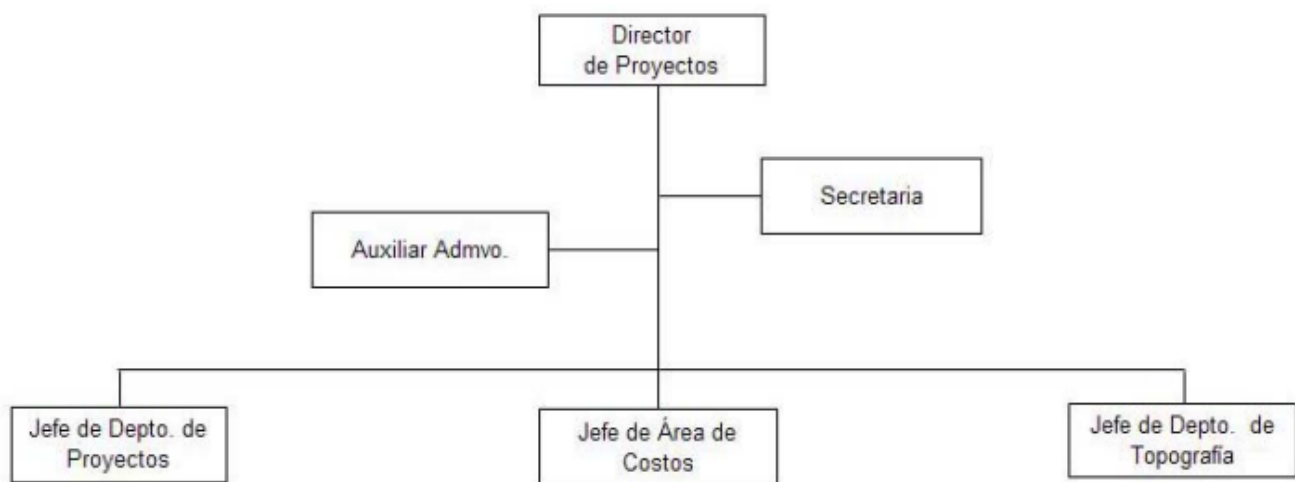 Director
de Proyectos
Secretaria
Auxiliar Admvo.
Jefe de Depto. de
Proyectos
Jefe de Área de
Costos
Jefe de Depto. de
Topografía